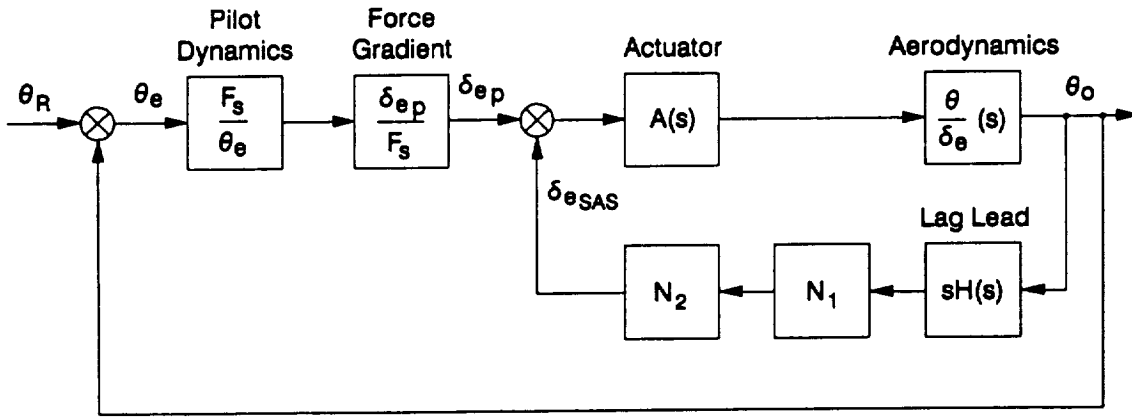 Pilot
Dynamics
Force
Gradient
Actuator
Aerodynamics
θR
θe
Fs
θe
δep
Fs
δep
A(s)
θ
δe
(s)
θo
δeSAS
Lag Lead
N2
N1
sH(s)